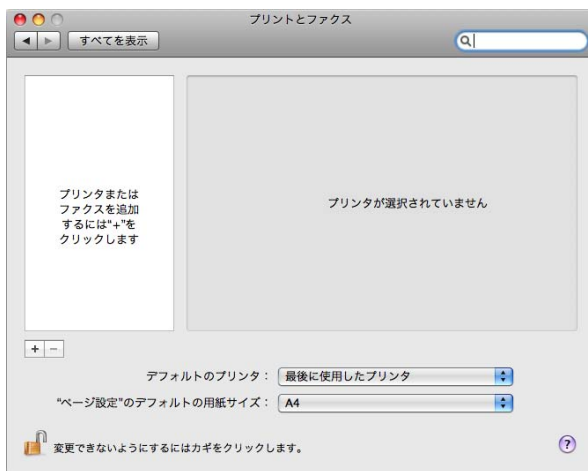 プリントとファクス
すべてを表示
プリンタまたは
ファクスを追加
するには“+”を
クリックします
プリンタが選択されていません
+ −
デフォルトのプリンタ： 最後に使用したプリンタ
“ページ設定”のデフォルトの用紙サイズ： A4
変更できないようにするにはカギをクリックします。
?